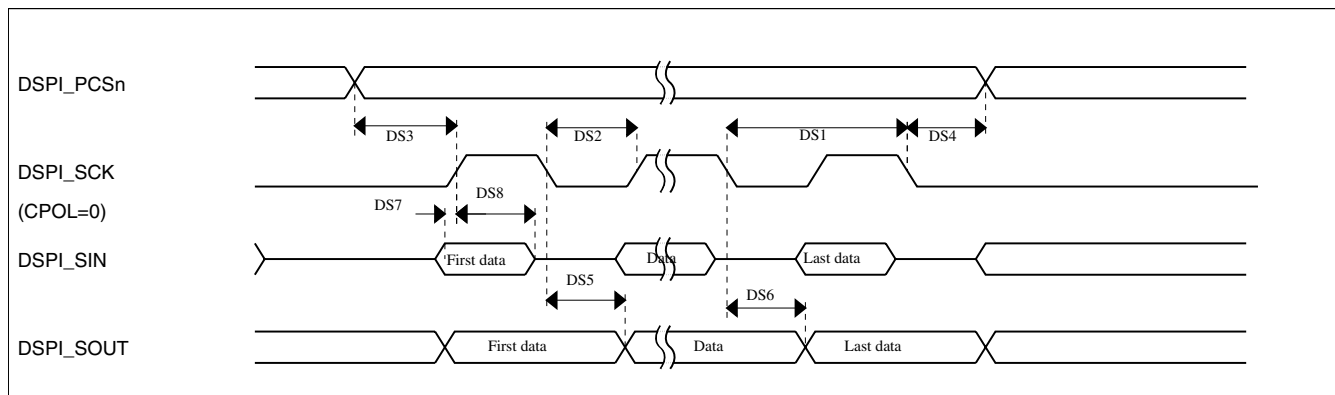 DSPI_PCSn
DS3
DS2
DS1
DS4
DSPI_SCK
(CPOL=0)
DS7
DS8
DSPI_SIN
First data
Data
Last data
DS5
DS6
DSPI_SOUT
First data
Data
Last data